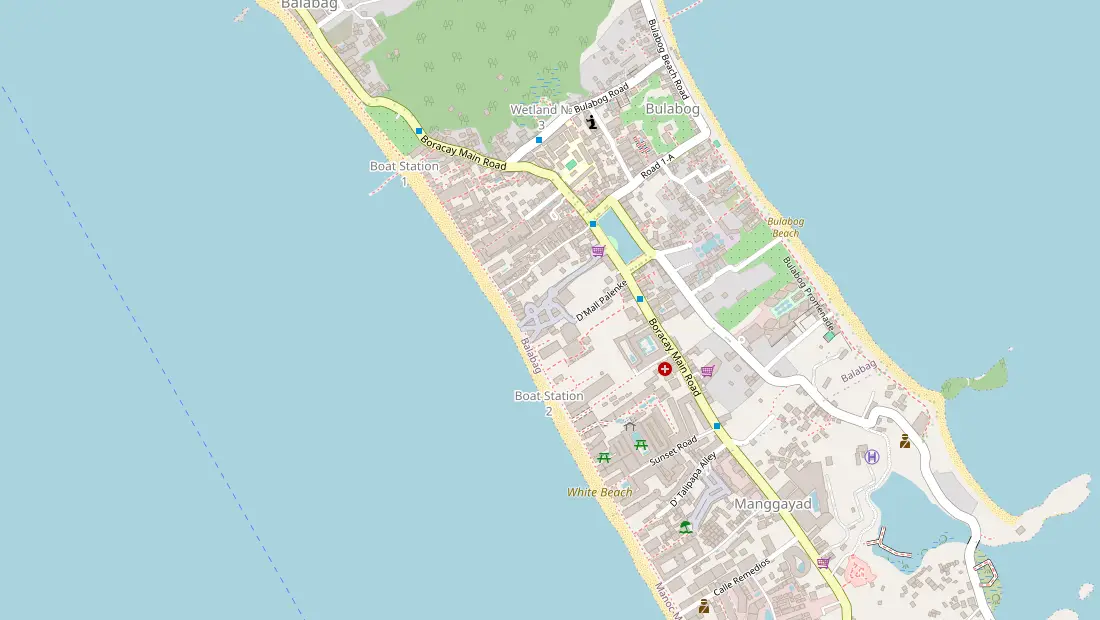 Balabag
Bulabog Beach Road
Wetland №
3
Bulabog Road
Bulabog
Boracay Main Road
Road 1-A
Boat Station
1
Bulabog
Beach
D'Mall Palenke
Bulabog Promenade
Boracay Main Road
Balabag
Balabag
Boat Station
2
Sunset Road
D' Talipapa Alley
White Beach
Manggayad
Calle Remedios
Manoc-M